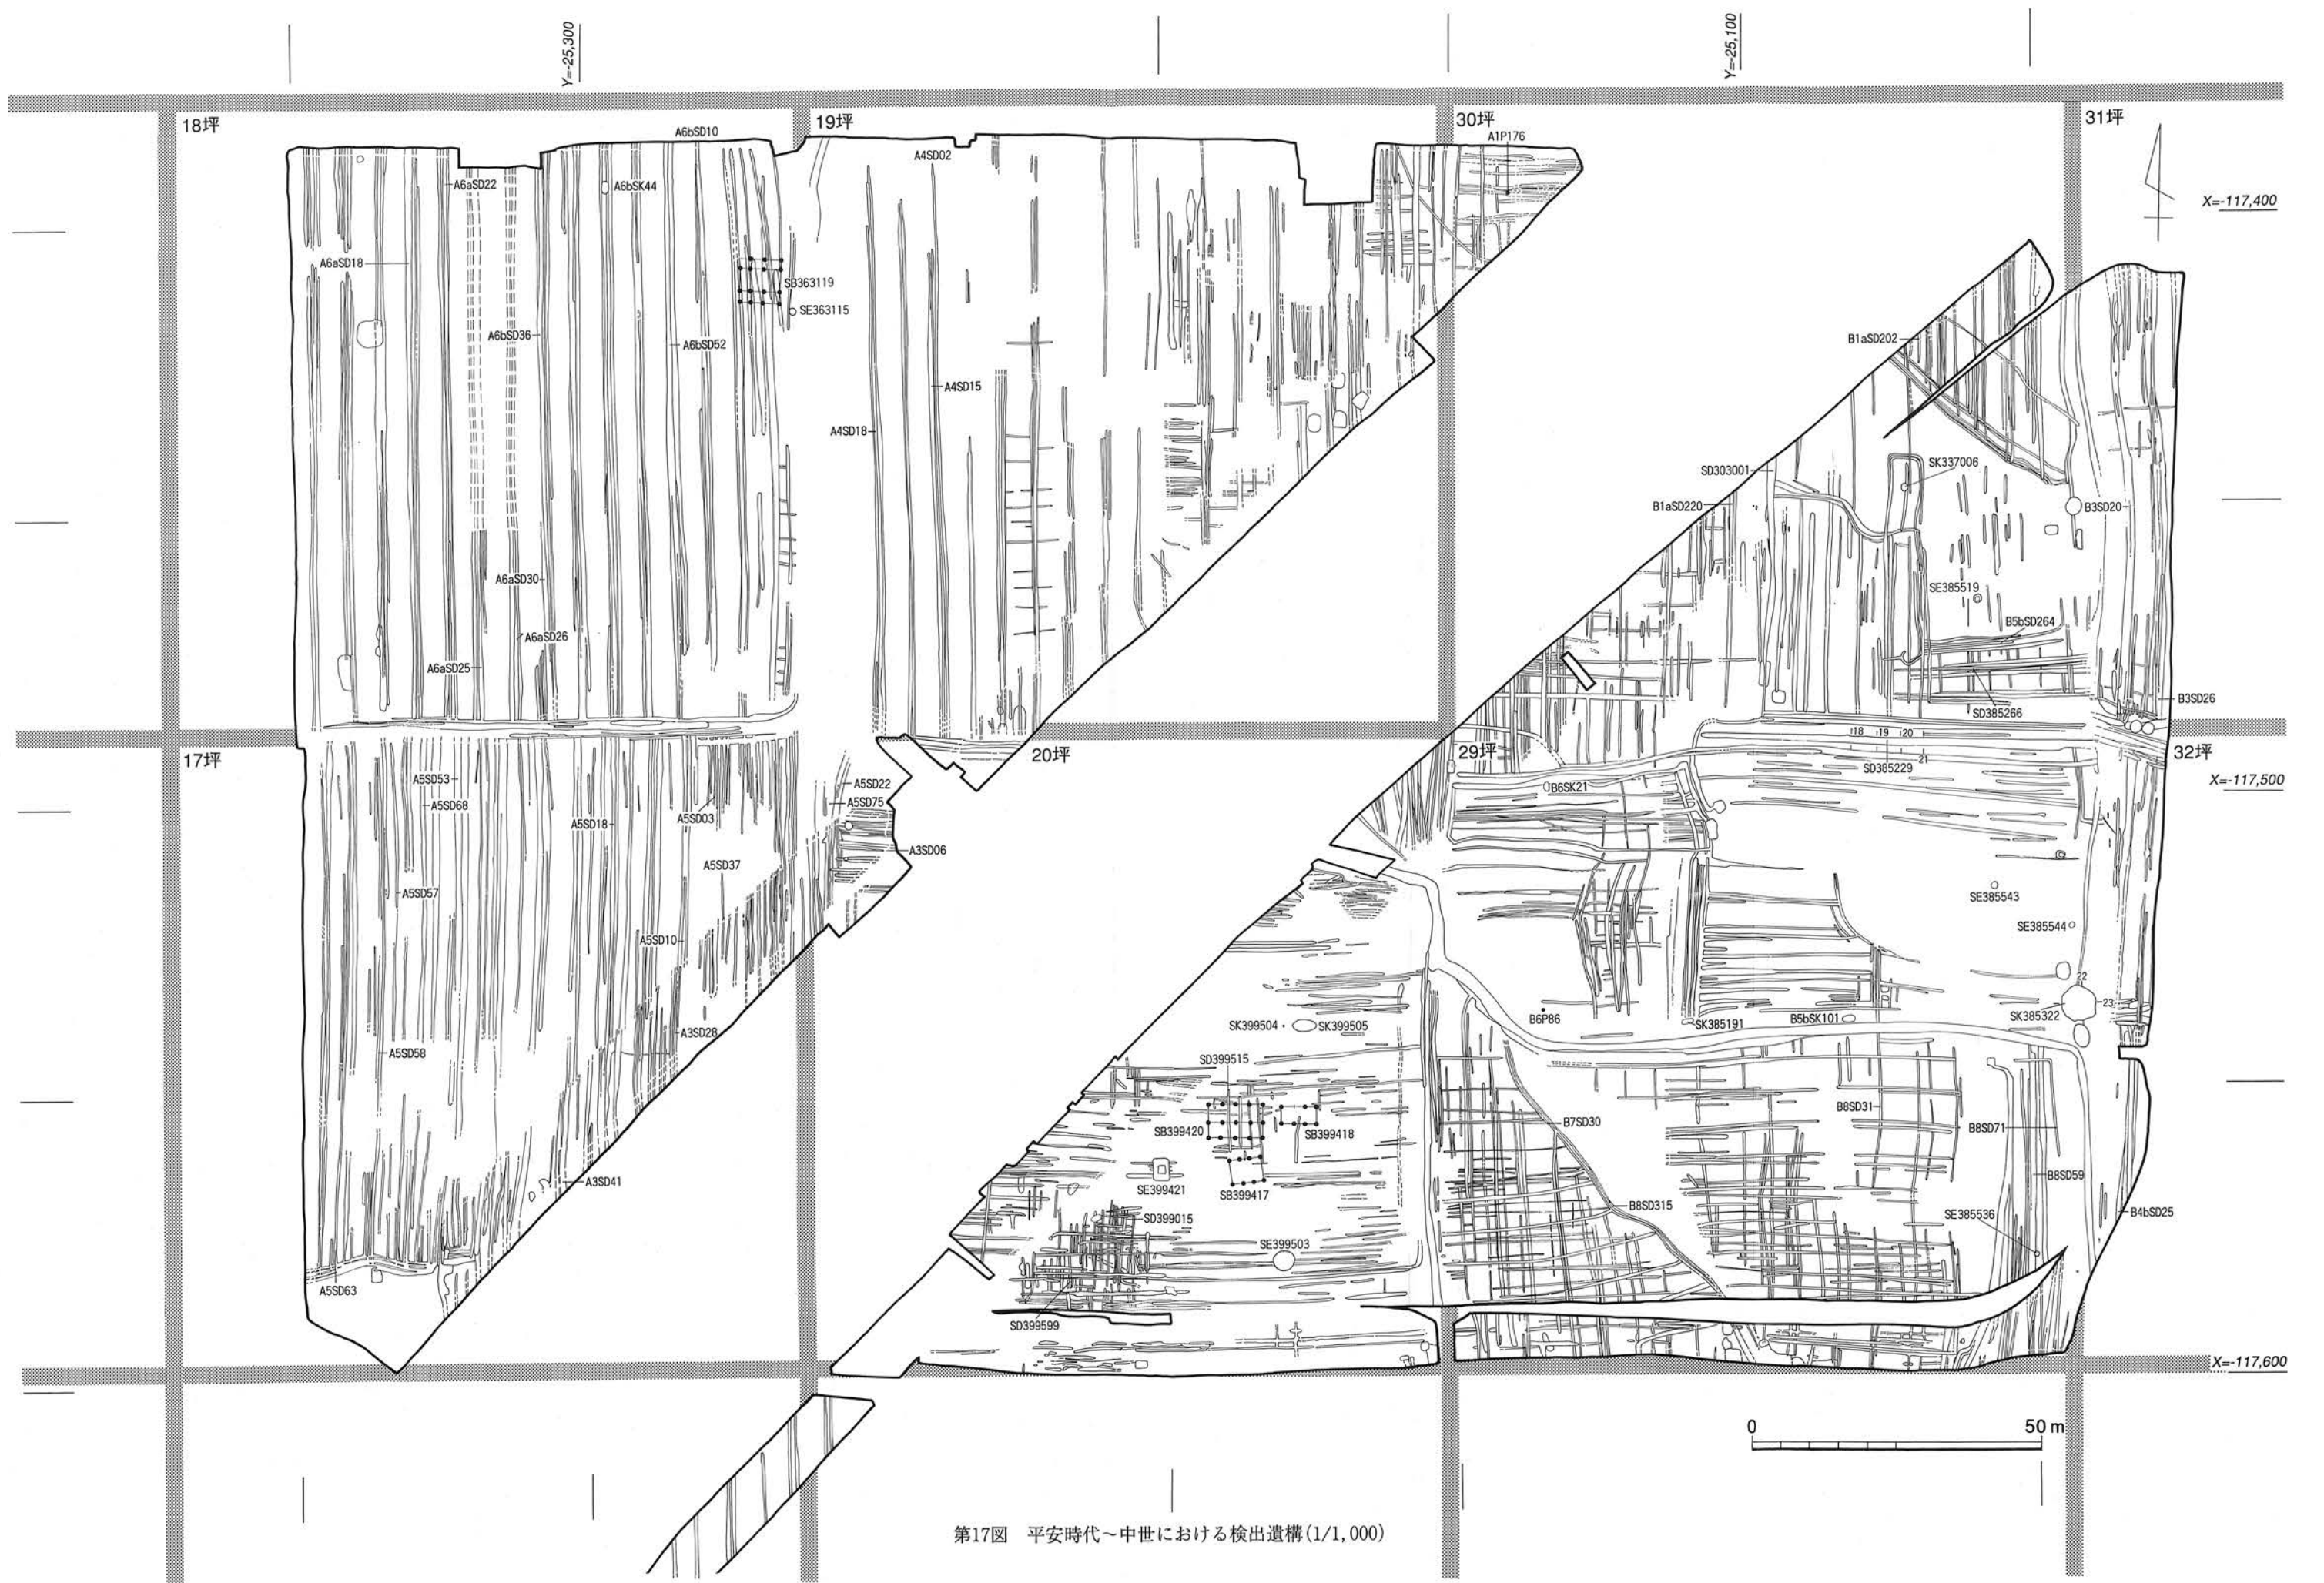 Y=-25,300
Y=-25,100
18坪
19坪
30坪
31坪
A6bSD10
A1P176
A4SD02
A6aSD22
A6bSK44
X=-117,400
A6aSD18
SB363119
SE363115
A6bSD36
A6bSD52
B1aSD202
A4SD15
A4SD18
SD303001
SK337006
B1aSD220
B3SD20
A6aSD30
SE385519
B5bSD264
A6aSD26
A6aSD25
B3SD26
SD385266
18 19 20
17坪
20坪
29坪
32坪
21
SD385229
X=-117,500
A5SD53
A5SD22
B6SK21
A5SD68
A5SD75
A5SD18
A5SD03
A3SD06
A5SD37
A5SD57
SE385543
SE385544
A5SD10
22
23
A3SD28
SK399504
SK399505
B6P86
SK385191
B5bSK101
SK385322
A5SD58
SD399515
B8SD31
B7SD30
SB399420
SB399418
B8SD71
A3SD41
SE399421
SB399417
B8SD59
B8SD315
SD399015
SE385536
B4bSD25
SE399503
A5SD63
SD399599
X=-117,600
0 50 m
第17図 平安時代～中世における検出遺構(1/1,000)